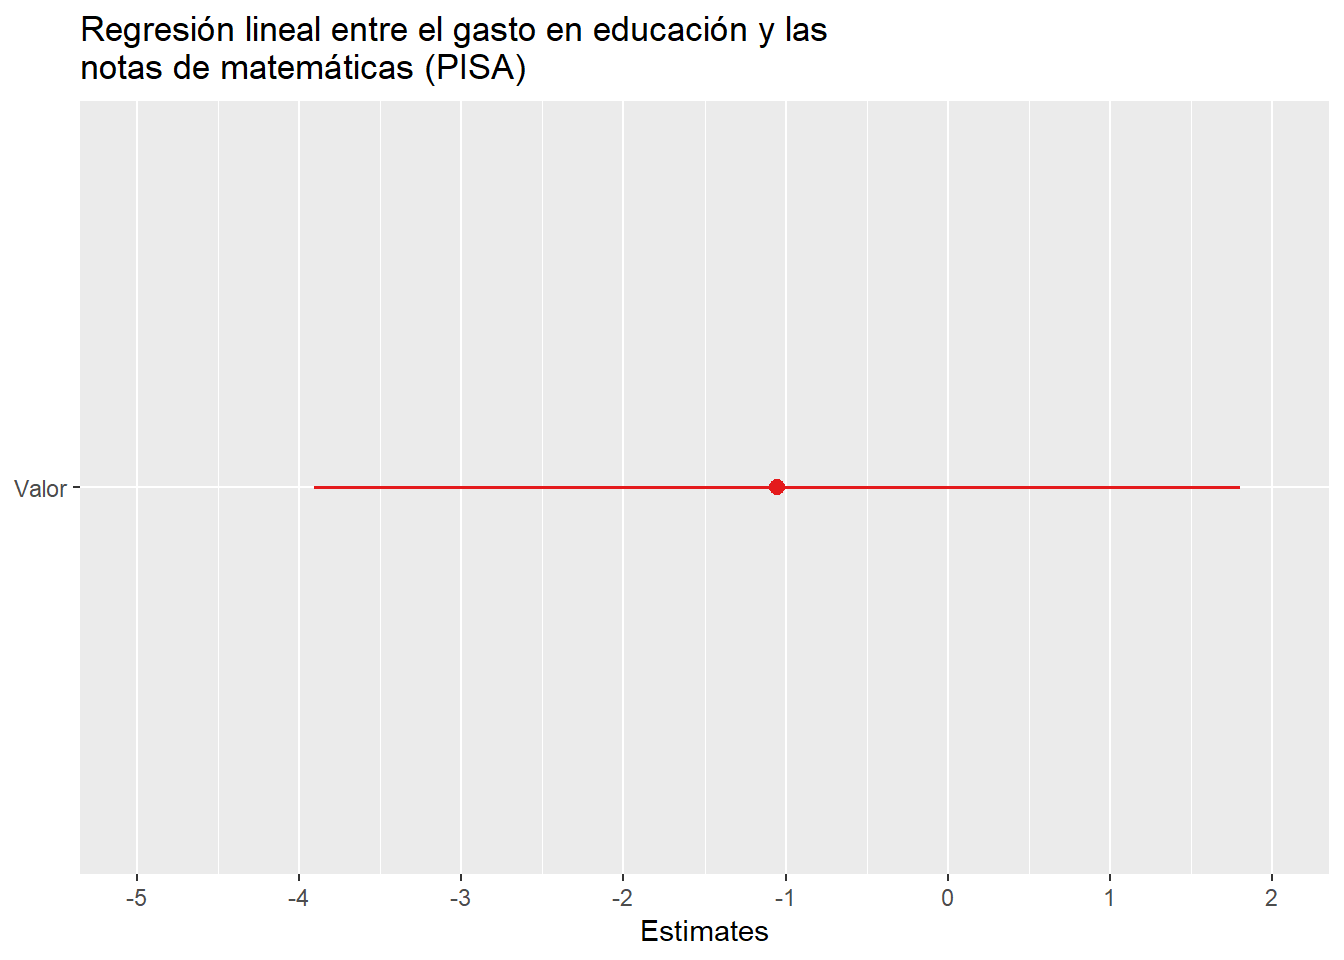 Regresión lineal entre el gasto en educación y las
notas de matemáticas (PISA)
Valor
-5 -4 -3 -2 -1 0 1 2
Estimates